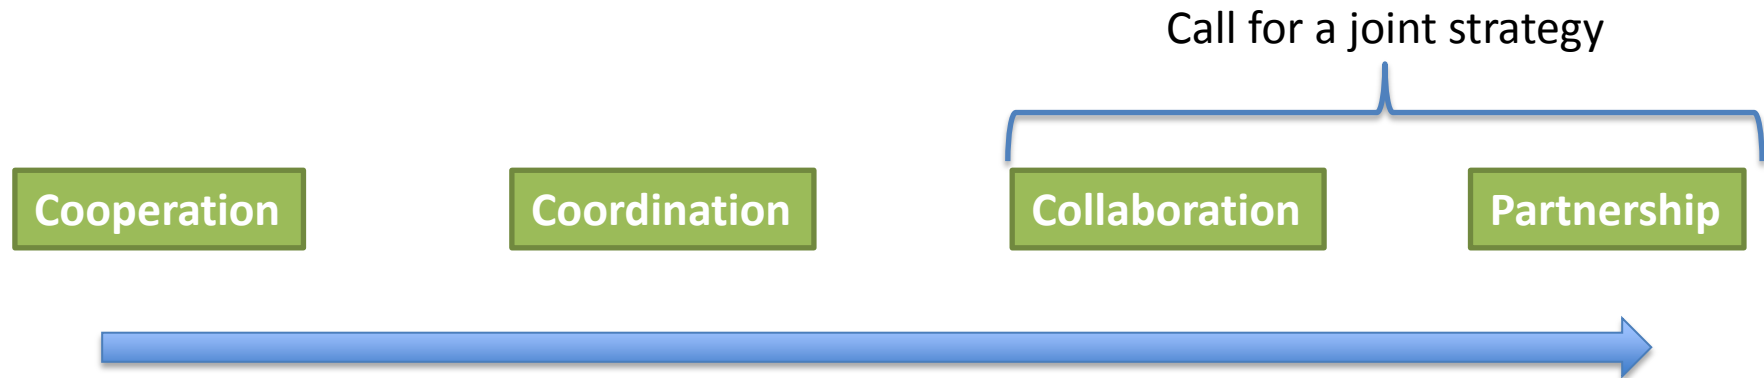 Call for a joint strategy
Cooperation
Coordination
Collaboration
Partnership